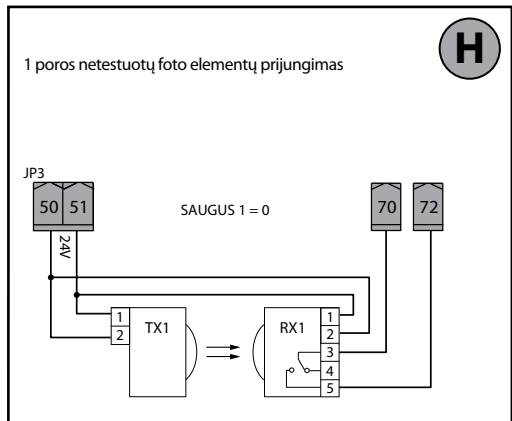 H
1 poros netestuotų foto elementų prijungimas
JP3
50 51
SAUGUS 1 = 0
70 72
24V
1
2
TX1
RX1
1
2
3
4
5